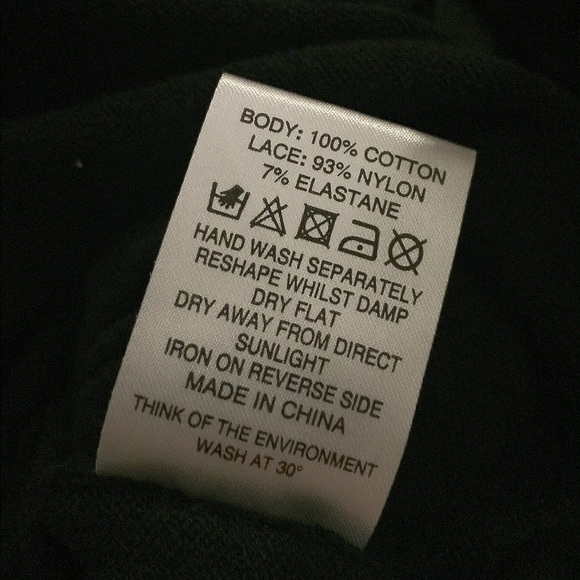 BODY: 100% COTTON
LACE: 93% NYLON
7% ELASTANE
HAND WASH SEPARATELY
RESHAPE WHILST DAMP
DRY FLAT
DRY AWAY FROM DIRECT
SUNLIGHT
IRON ON REVERSE SIDE
MADE IN CHINA
THINK OF THE ENVIRONMENT
WASH AT 30°